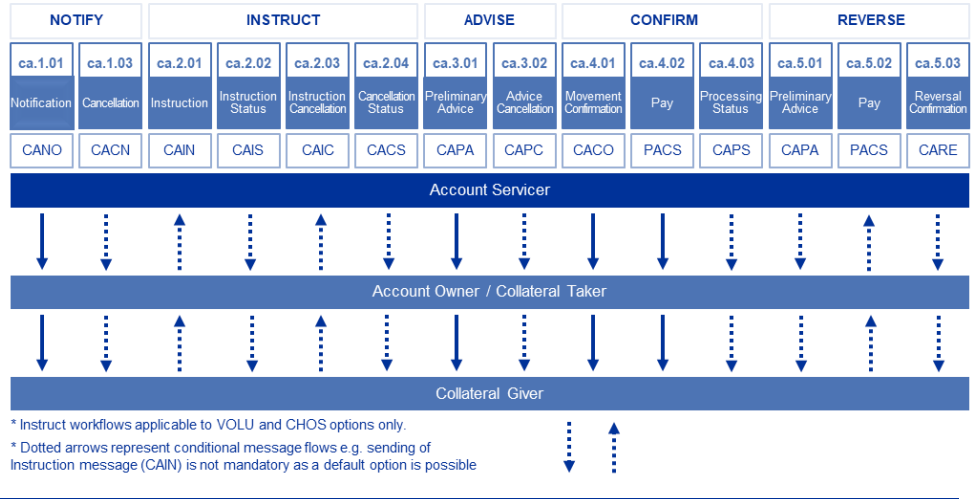 NOTIFY INSTRUCT ADVISE CONFIRM REVERSE
ca.1.01 ca.1.03 ca.2.01 ca.2.02 ca.2.03 ca.2.04 ca.3.01 ca.3.02 ca.4.01 ca.4.02 ca.4.03 ca.5.01 ca.5.02 ca.5.03
Notification Cancellation Instruction Instruction Status Instruction Cancellation Cancellation Status Preliminary Advice Advice Cancellation Movement Confirmation Pay Processing Status Preliminary Advice Pay Reversal Confirmation
CANO CACN CAIN CAIS CAIC CACS CAPA CAPC CACO PACS CAPS CAPA PACS CARE
Account Servicer
Account Owner / Collateral Taker
Collateral Giver
* Instruct workflows applicable to VOLU and CHOS options only.
* Dotted arrows represent conditional message flows e.g. sending of
Instruction message (CAIN) is not mandatory as a default option is possible